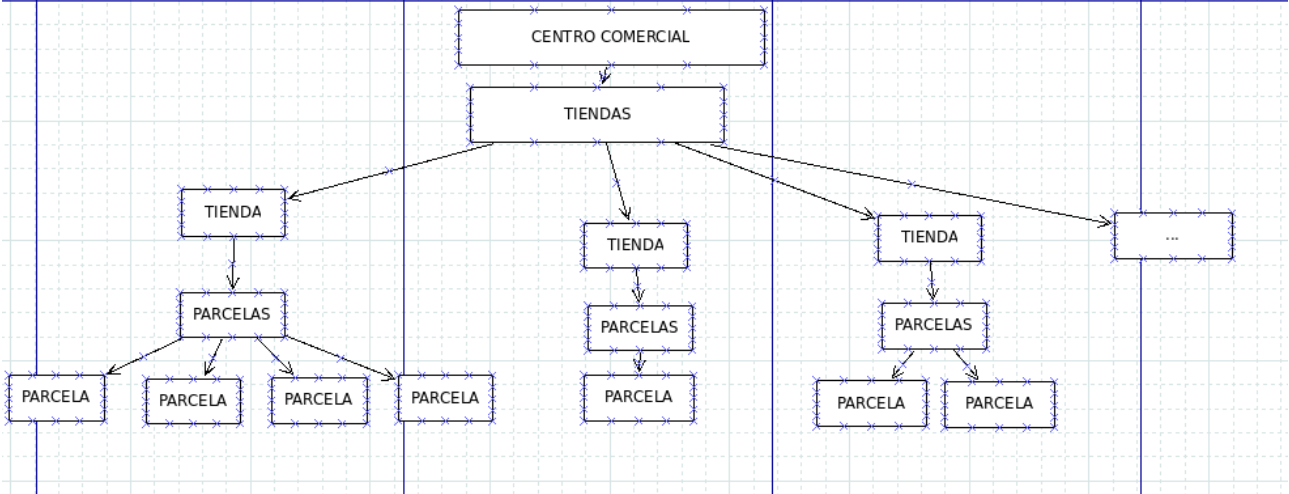 CENTRO COMERCIAL
TIENDAS
TIENDA
TIENDA
TIENDA
...
PARCELAS
PARCELAS
PARCELAS
PARCELA
PARCELA
PARCELA
PARCELA
PARCELA
PARCELA
PARCELA